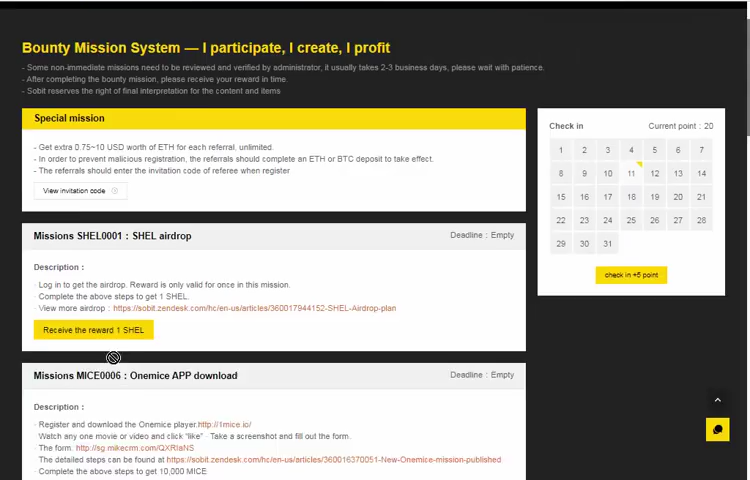 Bounty Mission System — I participate, I create, I profit
- Some non-immediate missions need to be reviewed and verified by administrator, it usually takes 2-3 business days, please wait with patience.
- After completing the bounty mission, please receive your reward in time.
- Sobit reserves the right of final interpretation for the content and items
Special mission
- Get extra 0.75~10 USD worth of ETH for each referral, unlimited.
- In order to prevent malicious registration, the referrals should complete an ETH or BTC deposit to take effect.
- The referrals should enter the invitation code of referee when register
View invitation code
Check in
Current point : 20
1 2 3 4 5 6 7
8 9 10 11 12 13 14
15 16 17 18 19 20 21
22 23 24 25 26 27 28
29 30 31
check in +5 point
Missions SHEL0001 : SHEL airdrop
Deadline : Empty
Description :
· Log in to get the airdrop. Reward is only valid for once in this mission.
· Complete the above steps to get 1 SHEL.
· View more airdrop : https://sobit.zendesk.com/hc/en-us/articles/360017944152-SHEL-Airdrop-plan
Receive the reward 1 SHEL
Missions MICE0006 : Onemice APP download
Deadline : Empty
Description :
· Register and download the Onemice player.http://1mice.io/
Watch any one movie or video and click “like” Take a screenshot and fill out the form.
· The form. http://sg.mikecrm.com/QXRIaNS
The detailed steps can be found at https://sobit.zendesk.com/hc/en-us/articles/360016370051-New-Onemice-mission-published
· Complete the above steps to get 10,000 MICE